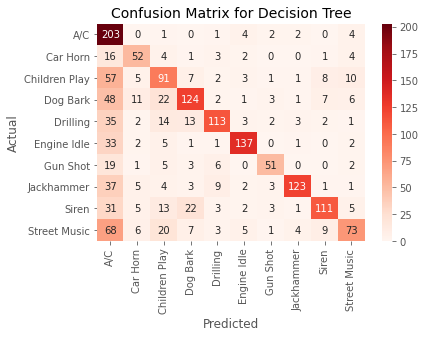 Confusion Matrix for Decision Tree
Actual
A/C 203 0 1 0 1 4 2 2 0 4
Car Horn 16 52 4 1 3 2 0 0 1 4
Children Play 57 5 91 7 2 3 1 1 8 10
Dog Bark 48 11 22 124 2 1 3 1 7 6
Drilling 35 2 14 13 113 3 2 3 2 1
Engine Idle 33 2 5 1 1 137 1 0 0 2
Gun Shot 19 1 5 3 6 0 51 0 0 2
Jackhammer 37 5 4 3 9 2 3 123 1 1
Siren 31 5 13 22 3 2 3 1 111 5
Street Music 68 6 20 7 3 5 1 4 9 73
A/C Car Horn Children Play Dog Bark Drilling Engine Idle Gun Shot Jackhammer Siren Street Music
Predicted
200
175
150
125
100
75
50
25
0